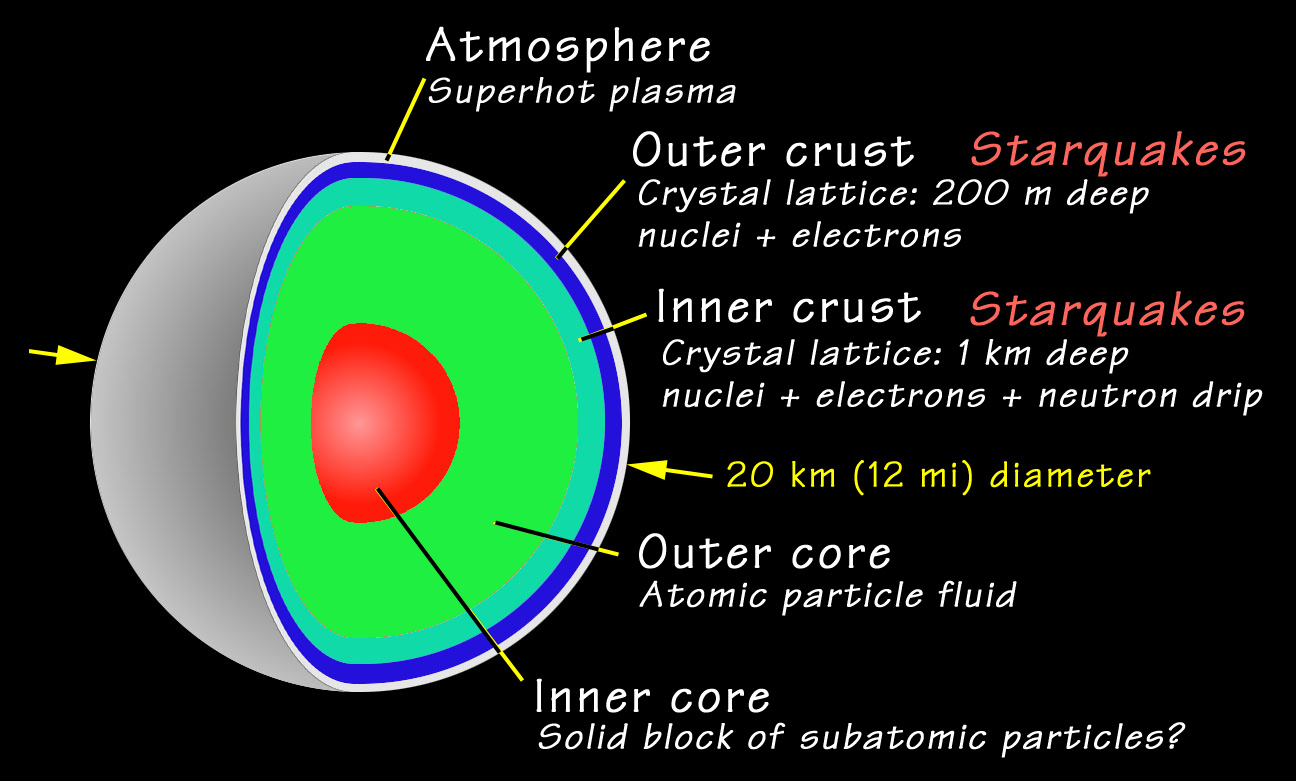 Atmosphere
Superhot plasma
Outer crust Starquakes
Crystal lattice: 200 m deep
nuclei + electrons
Inner crust Starquakes
Crystal lattice: 1 km deep
nuclei + electrons + neutron drip
20 km (12 mi) diameter
Outer core
Atomic particle fluid
Inner core
Solid block of subatomic particles?